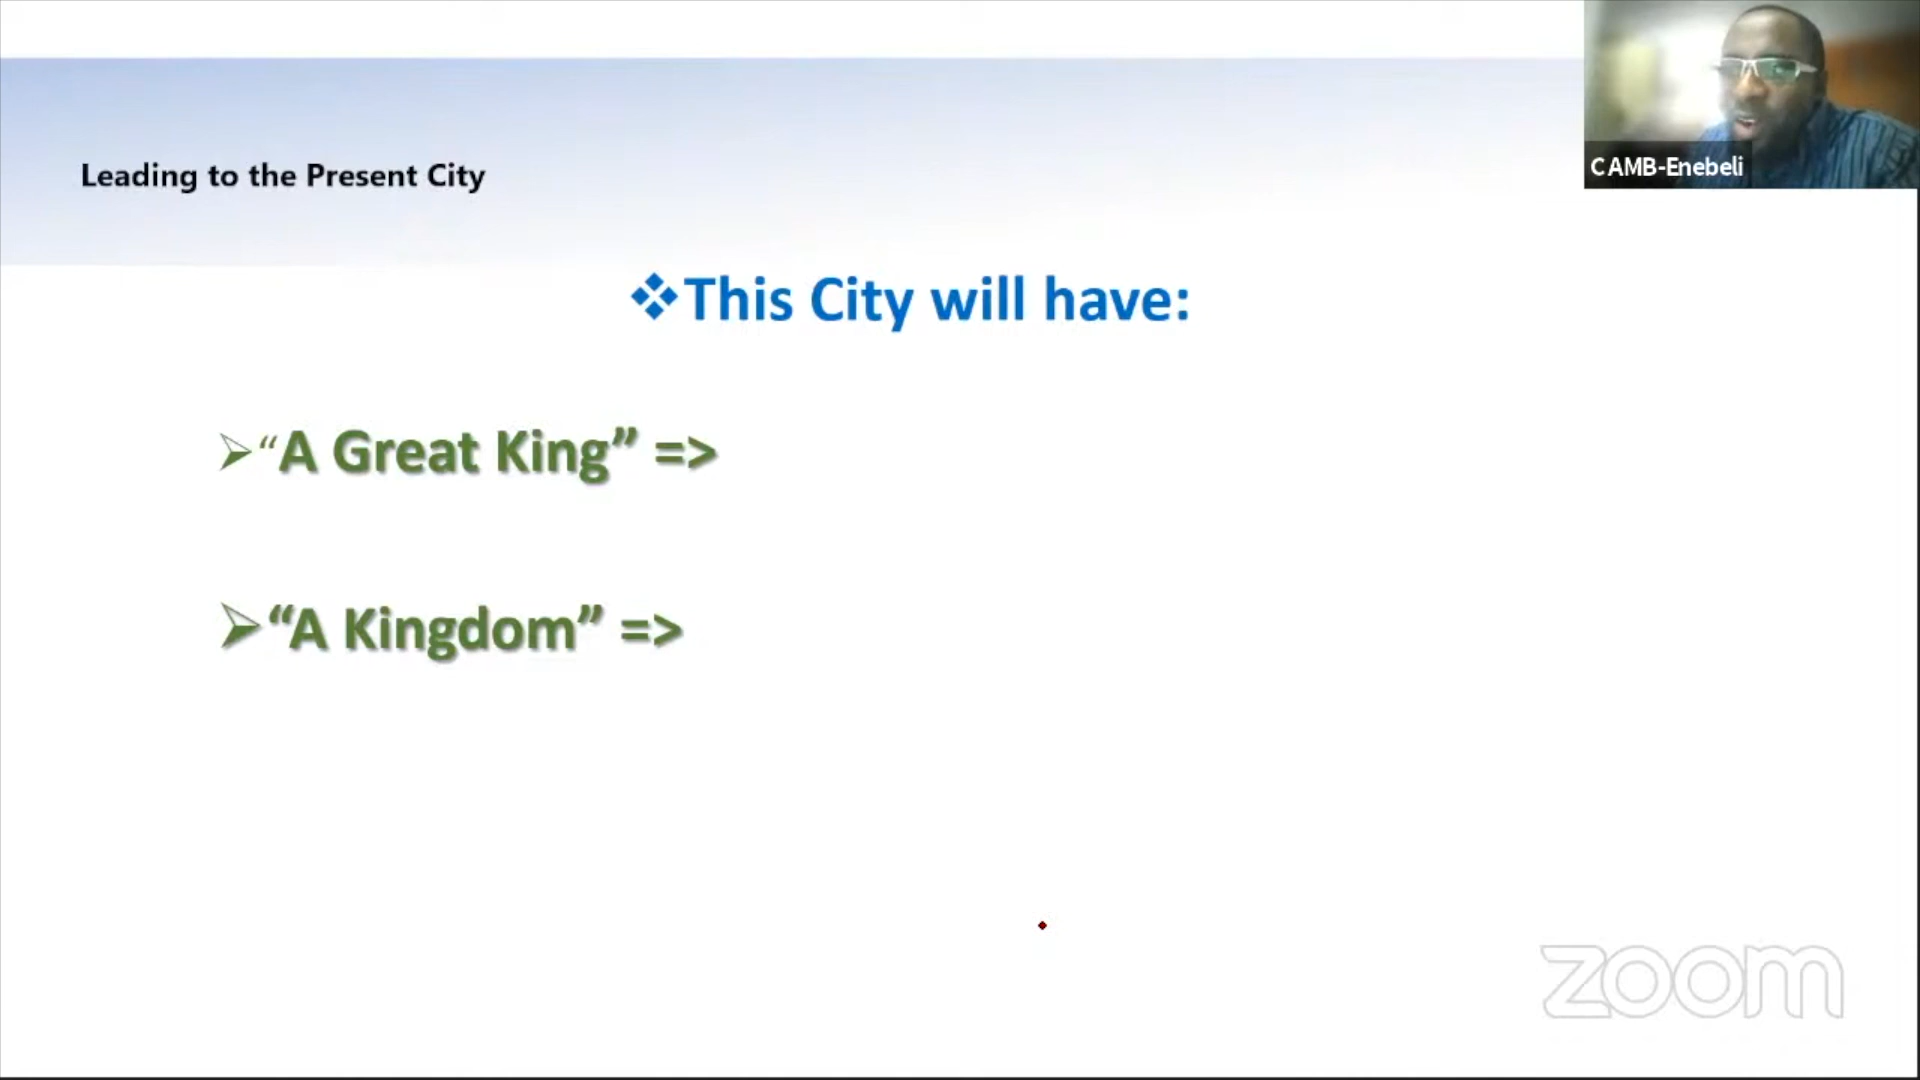 CAMB-Enebeli
Leading to the Present City
❖This City will have:
➢“A Great King” =>
➢“A Kingdom” =>
zoom